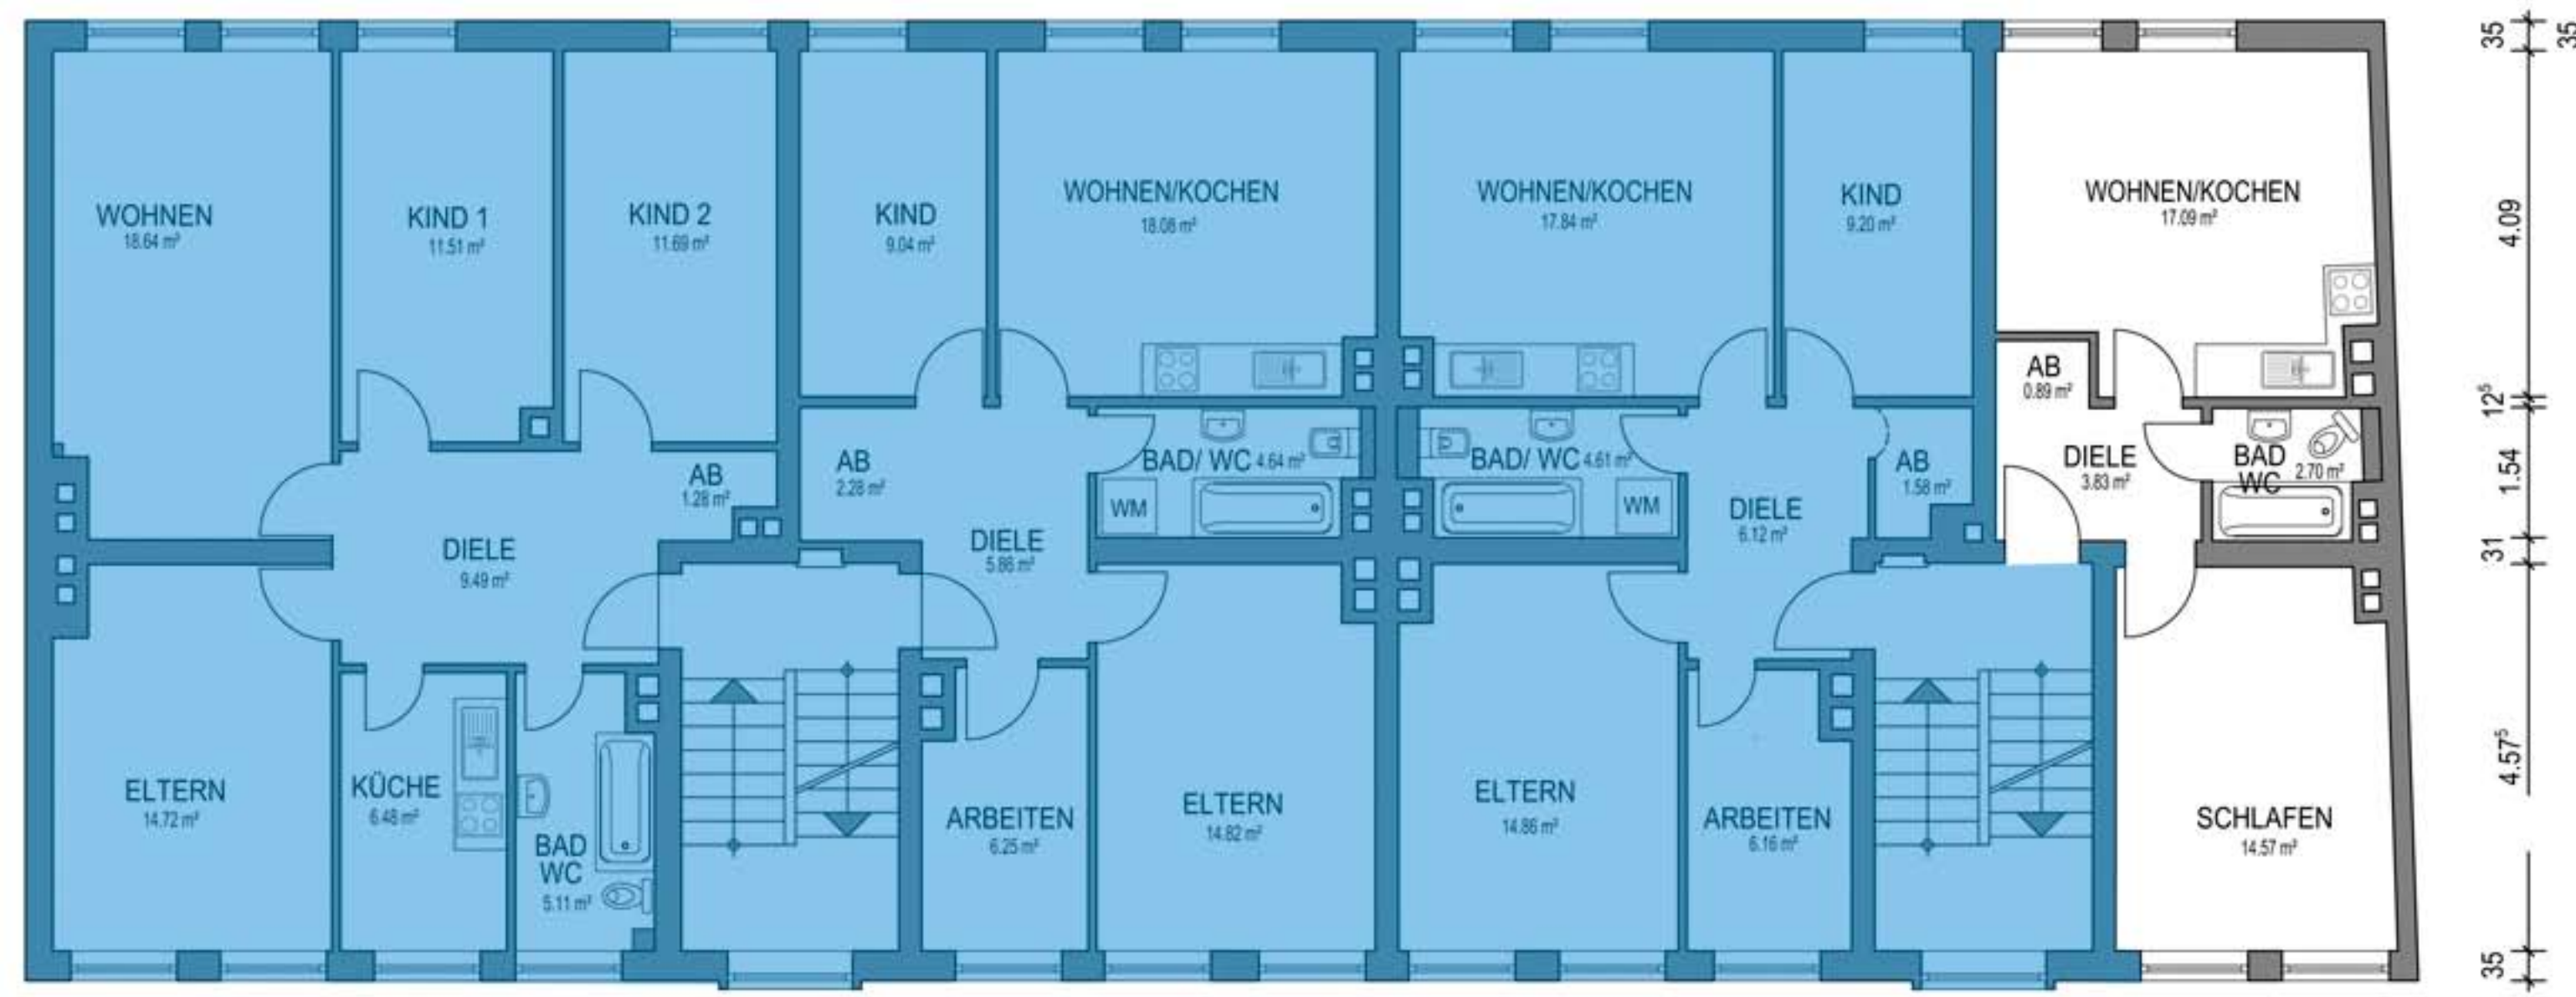 WOHNEN
18.64 m²
KIND 1
11.51 m²
KIND 2
11.69 m²
KIND
9.04 m²
WOHNEN/KOCHEN
18.08 m²
WOHNEN/KOCHEN
17.84 m²
KIND
9.20 m²
WOHNEN/KOCHEN
17.09 m²
AB
0.89 m²
AB
1.28 m²
AB
2.28 m²
BAD/ WC 4.64 m²
WM
BAD/ WC 4.61 m²
WM
AB
1.58 m²
DIELE
3.83 m²
BAD
WC
2.70 m²
DIELE
9.49 m²
DIELE
5.86 m²
DIELE
6.12 m²
ELTERN
14.72 m²
KÜCHE
6.48 m²
BAD
WC
5.11 m²
ARBEITEN
6.25 m²
ELTERN
14.82 m²
ELTERN
14.86 m²
ARBEITEN
6.16 m²
SCHLAFEN
14.57 m²
35
35
4.09
12⁵
1.54
31
4.57⁵
35